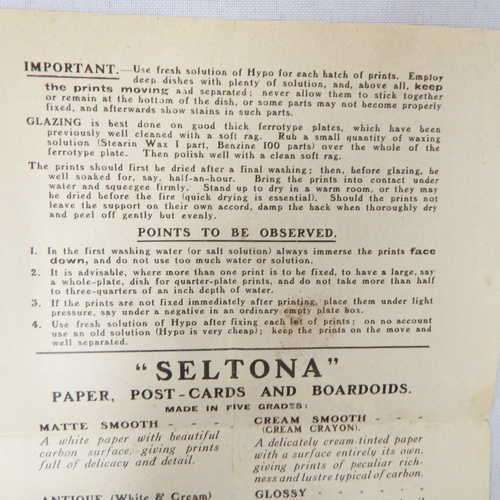 IMPORTANT.—Use fresh solution of Hypo for each batch of prints. Employ
deep dishes with plenty of solution, and, above all, keep
the prints moving and separated; never allow them to stick together
or remain at the bottom of the dish, or some parts may not become properly
fixed, and afterwards show stains in such parts.
GLAZING is best done on good thick ferrotype plates, which have been
previously well cleaned with a soft rag. Rub a small quantity of waxing
solution (Stearin Wax 1 part, Benzine 100 parts) over the whole of the
ferrotype plate. Then polish well with a clean soft rag.
The prints should first be dried after a final washing; then, before glazing, be
well soaked for, say, half-an-hour. Bring the prints into contact under
water and squeegee firmly. Stand up to dry in a warm room, or they may
be dried before the fire (quick drying is essential). Should the prints not
leave the support on their own accord, damp the back when thoroughly dry
and peel off gently but evenly.
POINTS TO BE OBSERVED.
1. In the first washing water (or salt solution) always immerse the prints face
down, and do not use too much water or solution.
2. It is advisable, where more than one print is to be fixed, to have a large, say
a whole-plate, dish for quarter-plate prints, and do not take more than half
to three-quarters of an inch depth of water.
3. If the prints are not fixed immediately after printing, place them under light
pressure, say under a negative in an ordinary empty plate box.
4. Use fresh solution of Hypo after fixing each lot of prints; on no account
use an old solution (Hypo is very cheap); keep the prints on the move and
well separated.
"SELTONA"
PAPER, POST-CARDS AND BOARDOIDS.
MADE IN FIVE GRADES:
MATTE SMOOTH - - -
A white paper with beautiful
carbon surface, giving prints
full of delicacy and detail.
CREAM SMOOTH - - -
(CREAM CRAYON).
A delicately cream-tinted paper
with a surface entirely its own,
giving prints of peculiar rich-
ness and lustre typical of carbon.
ANTIQUE (White & Cream)
GLOSSY - - - -